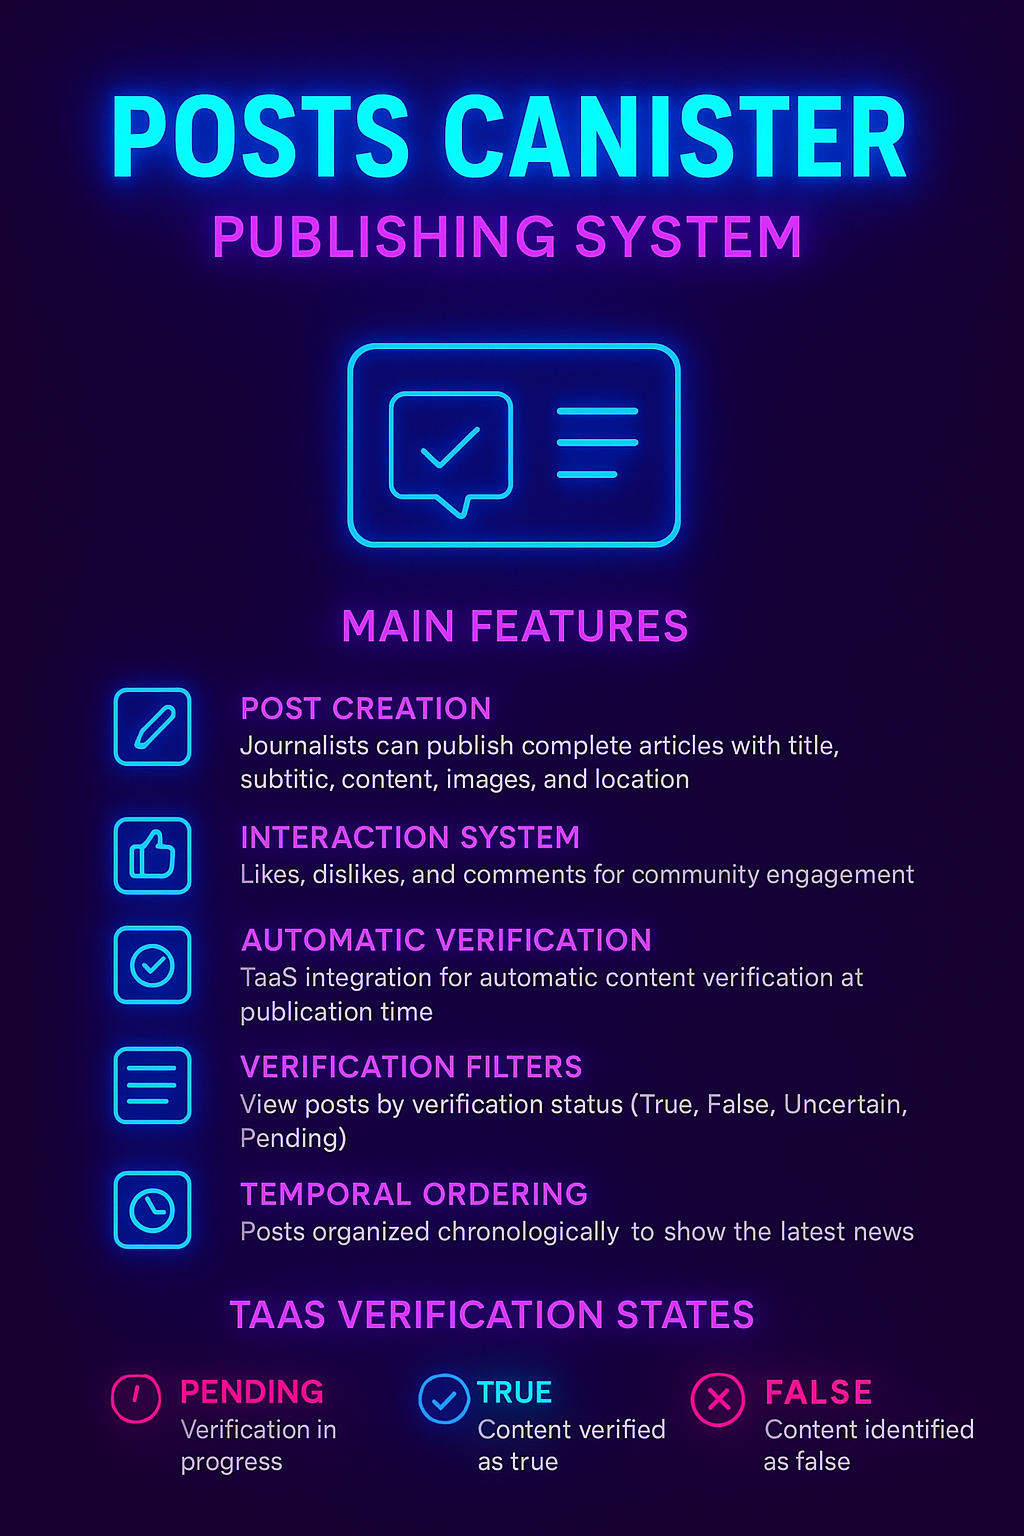 POSTS CANISTER
PUBLISHING SYSTEM
MAIN FEATURES
POST CREATION
Journalists can publish complete articles with title,
subtitic, content, images, and location
INTERACTION SYSTEM
Likes, dislikes, and comments for community engagement
AUTOMATIC VERIFICATION
TaaS integration for automatic content verification at
publication time
VERIFICATION FILTERS
View posts by verification status (True, False, Uncertain,
Pending)
TEMPORAL ORDERING
Posts organized chronologically to show the latest news
TAAS VERIFICATION STATES
PENDING
Verification in
progress
TRUE
Content verified
as true
FALSE
Content identified
as false